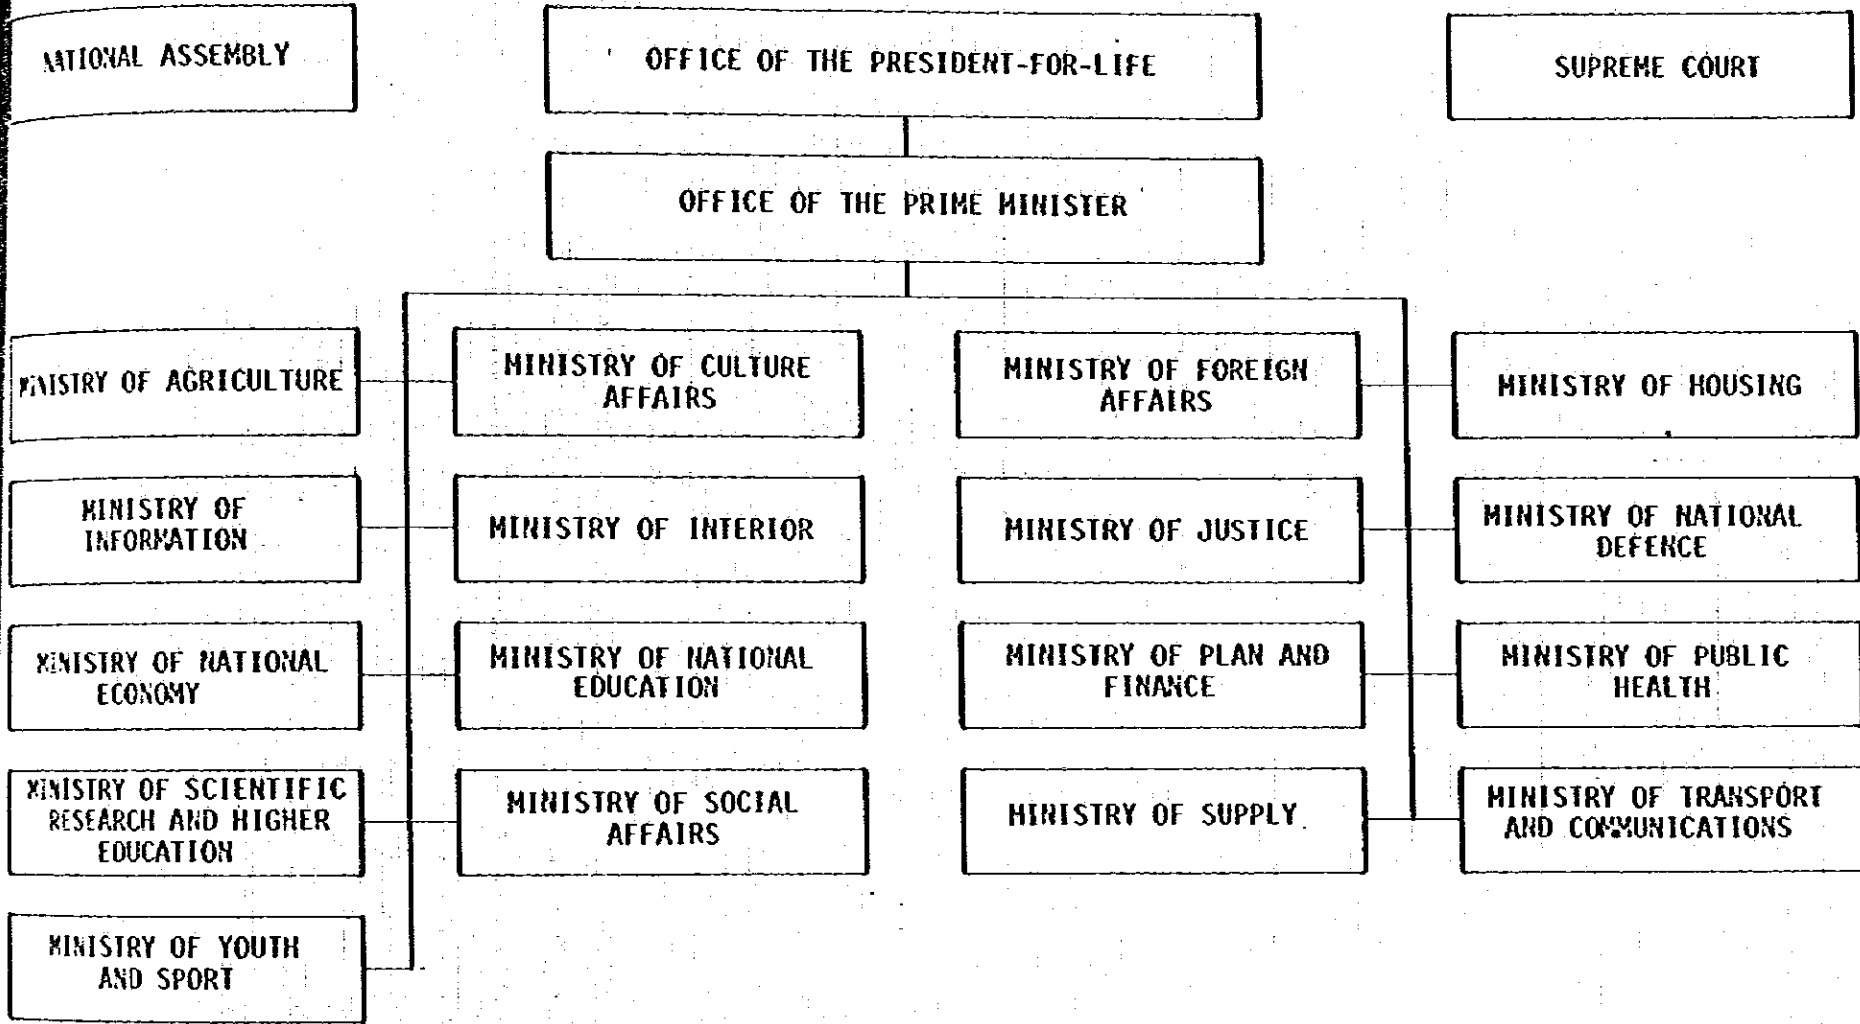 NATIONAL ASSEMBLY
OFFICE OF THE PRESIDENT-FOR-LIFE
SUPREME COURT
OFFICE OF THE PRIME MINISTER
MINISTRY OF AGRICULTURE
MINISTRY OF CULTURE
AFFAIRS
MINISTRY OF FOREIGN
AFFAIRS
MINISTRY OF HOUSING
MINISTRY OF
INFORMATION
MINISTRY OF INTERIOR
MINISTRY OF JUSTICE
MINISTRY OF NATIONAL
DEFENCE
MINISTRY OF NATIONAL
ECONOMY
MINISTRY OF NATIONAL
EDUCATION
MINISTRY OF PLAN AND
FINANCE
MINISTRY OF PUBLIC
HEALTH
MINISTRY OF SCIENTIFIC
RESEARCH AND HIGHER
EDUCATION
MINISTRY OF SOCIAL
AFFAIRS
MINISTRY OF SUPPLY
MINISTRY OF TRANSPORT
AND COMMUNICATIONS
MINISTRY OF YOUTH
AND SPORT